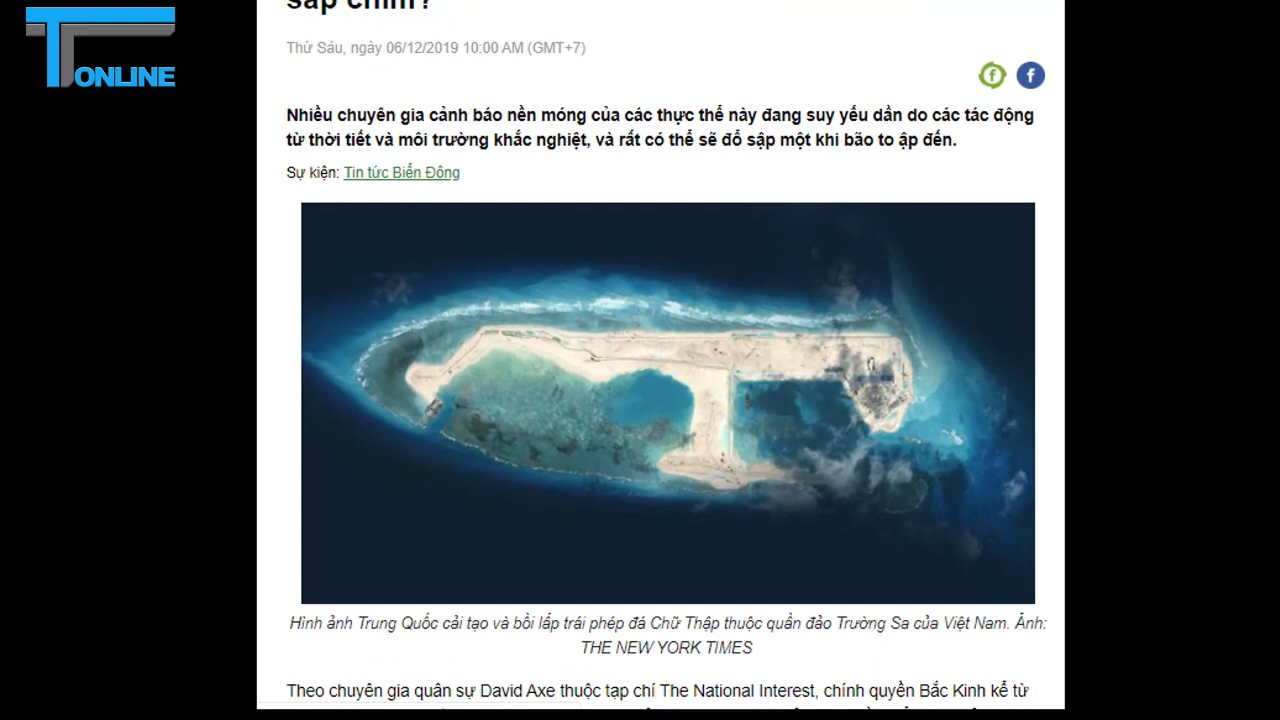 sắp chìm?
TT ONLINE
Thứ Sáu, ngày 06/12/2019 10:00 AM (GMT+7)
f
f
Nhiều chuyên gia cảnh báo nền móng của các thực thể này đang suy yếu dần do các tác động
từ thời tiết và môi trường khắc nghiệt, và rất có thể sẽ đổ sập một khi bão to ập đến.
Sự kiện: Tin tức Biển Đông
Hình ảnh Trung Quốc cải tạo và bồi lấp trái phép đá Chữ Thập thuộc quần đảo Trường Sa của Việt Nam. Ảnh:
THE NEW YORK TIMES
Theo chuyên gia quân sự David Axe thuộc tạp chí The National Interest, chính quyền Bắc Kinh kể từ